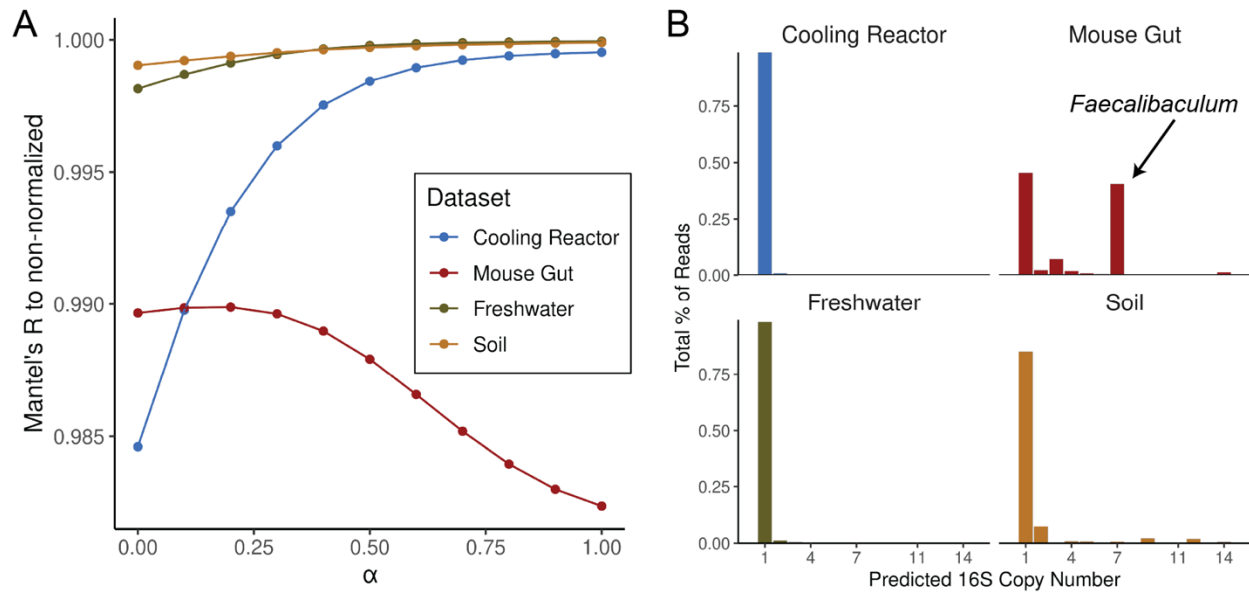 A
Mantel's R to non-normalized
1.000
0.995
0.990
0.985
0.00
0.25
0.50
0.75
1.00
α
Dataset
Cooling Reactor
Mouse Gut
Freshwater
Soil
B
Total % of Reads
Cooling Reactor
Mouse Gut
0.75
0.50
0.25
0.00
Faecalibaculum
Freshwater
Soil
0.75
0.50
0.25
0.00
1 4 7 11 14
1 4 7 11 14
Predicted 16S Copy Number